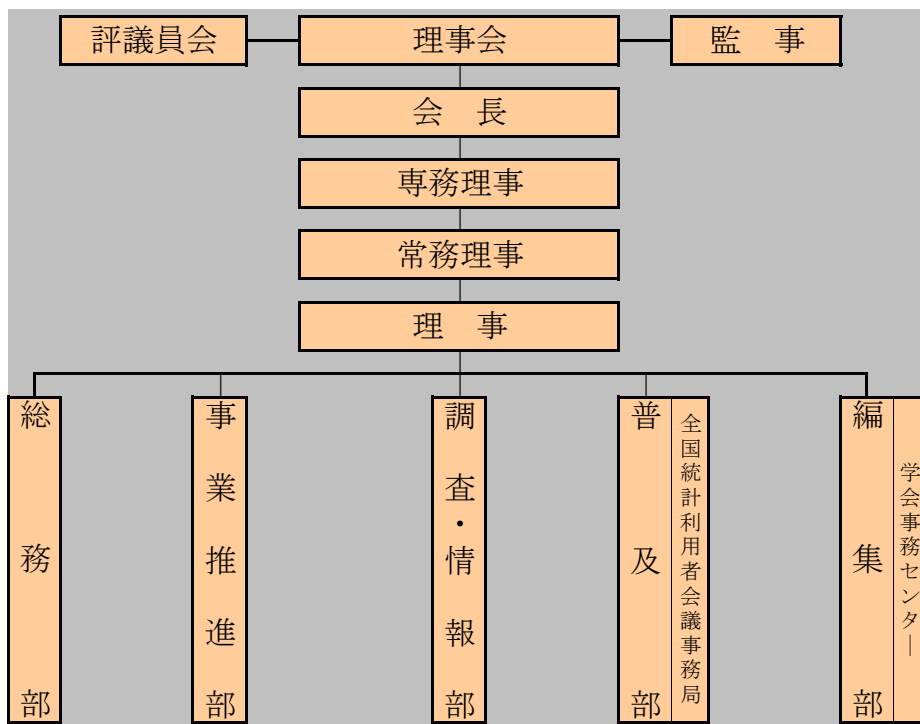 評議員会
理事会
監　事
会　長
専務理事
常務理事
理　事
総務部
事業推進部
調査・情報部
普及部
全国統計利用者会議事務局
編集部
学会事務センター